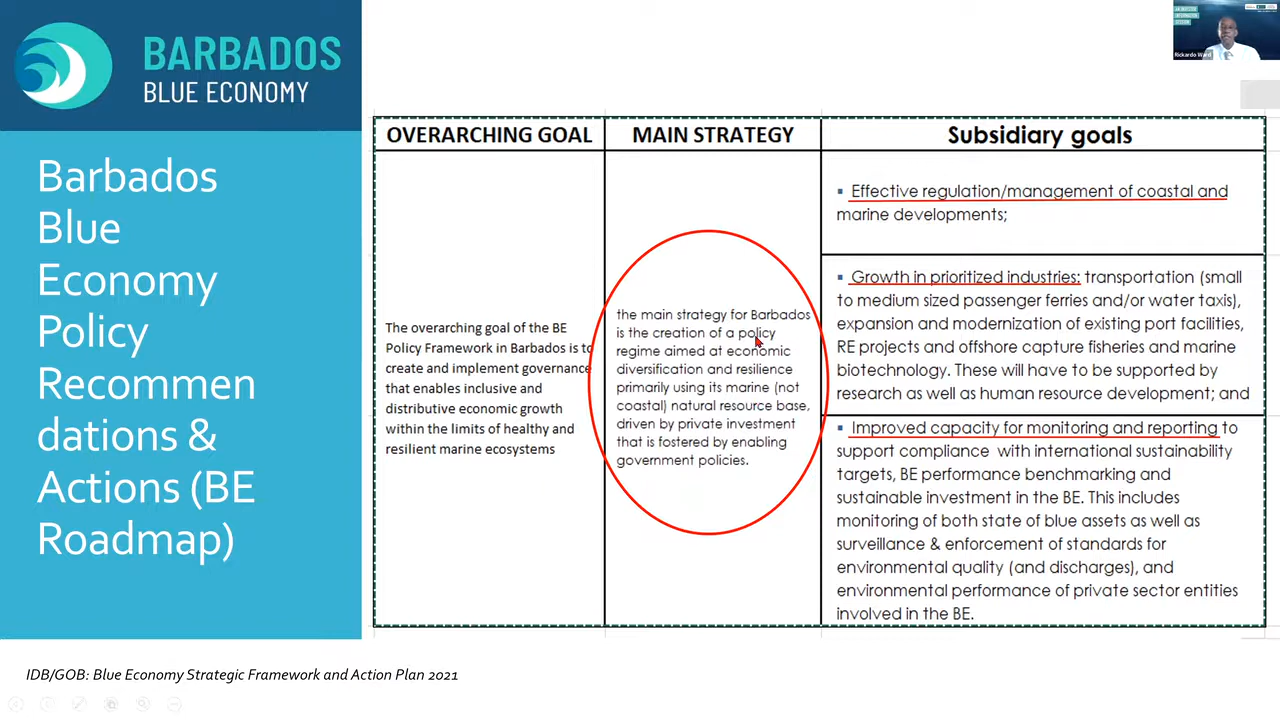 BARBADOS
BLUE ECONOMY
Barbados
Blue
Economy
Policy
Recommen
dations &
Actions (BE
Roadmap)
OVERARCHING GOAL
The overarching goal of the BE
Policy Framework in Barbados is to
create and implement governance
that enables inclusive and
distributive economic growth
within the limits of healthy and
resilient marine ecosystems
MAIN STRATEGY
the main strategy for Barbados
is the creation of a policy
regime aimed at economic
diversification and resilience
primarily using its marine (not
coastal) natural resource base,
driven by private investment
that is fostered by enabling
government policies.
Subsidiary goals
▪ Effective regulation/management of coastal and
marine developments;
▪ Growth in prioritized industries: transportation (small
to medium sized passenger ferries and/or water taxis),
expansion and modernization of existing port facilities,
RE projects and offshore capture fisheries and marine
biotechnology. These will have to be supported by
research as well as human resource development; and
▪ Improved capacity for monitoring and reporting to
support compliance with international sustainability
targets, BE performance benchmarking and
sustainable investment in the BE. This includes
monitoring of both state of blue assets as well as
surveillance & enforcement of standards for
environmental quality (and discharges), and
environmental performance of private sector entities
involved in the BE.
IDB/GOB: Blue Economy Strategic Framework and Action Plan 2021
Rickardo Ward